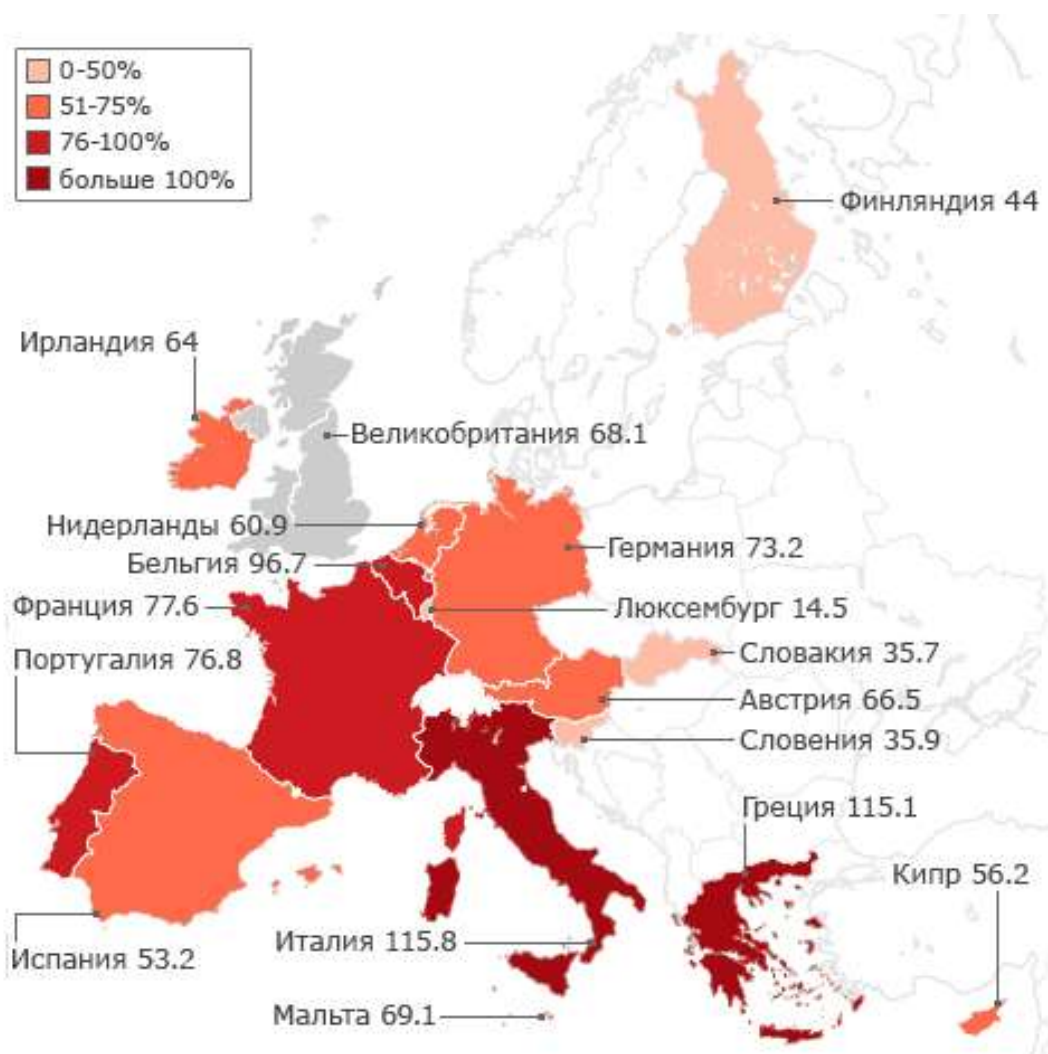 0-50%
51-75%
76-100%
больше 100%
Финляндия 44
Ирландия 64
Великобритания 68.1
Нидерланды 60.9
Германия 73.2
Бельгия 96.7
Франция 77.6
Люксембург 14.5
Португалия 76.8
Словакия 35.7
Австрия 66.5
Словения 35.9
Греция 115.1
Кипр 56.2
Италия 115.8
Испания 53.2
Мальта 69.1